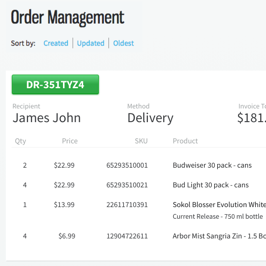 Order Management
Sort by: Created | Updated | Oldest
DR-351TYZ4
Recipient Method Invoice
James John Delivery $181.
Qty Price SKU Product
2 $22.99 65293510001 Budweiser 30 pack - cans
4 $22.99 65293510021 Bud Light 30 pack - cans
1 $13.99 22611710391 Sokol Blosser Evolution White
Current Release - 750 ml bottle
4 $6.99 12904722611 Arbor Mist Sangria Zin - 1.5